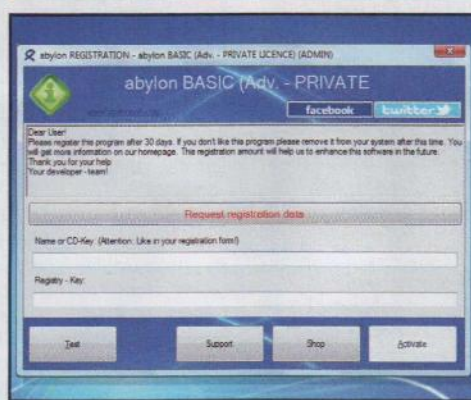 abylon REGISTRATION - abylon BASIC (Adv. - PRIVATE LICENCE) (ADMIN)
abylon BASIC (Adv. - PRIVATE
facebook
twitter
Dear User!
Please register this program after 30 days. If you don't like this program please remove it from your system after this time. You
will get more information on our homepage. This registration amount will help us to enhance this software in the future.
Thank you for your help
Your developer - team!
Request registration data
Name or CD-Key: (Attention: Like in your registration form!)
Registry - Key:
Test
Support
Shop
Activate